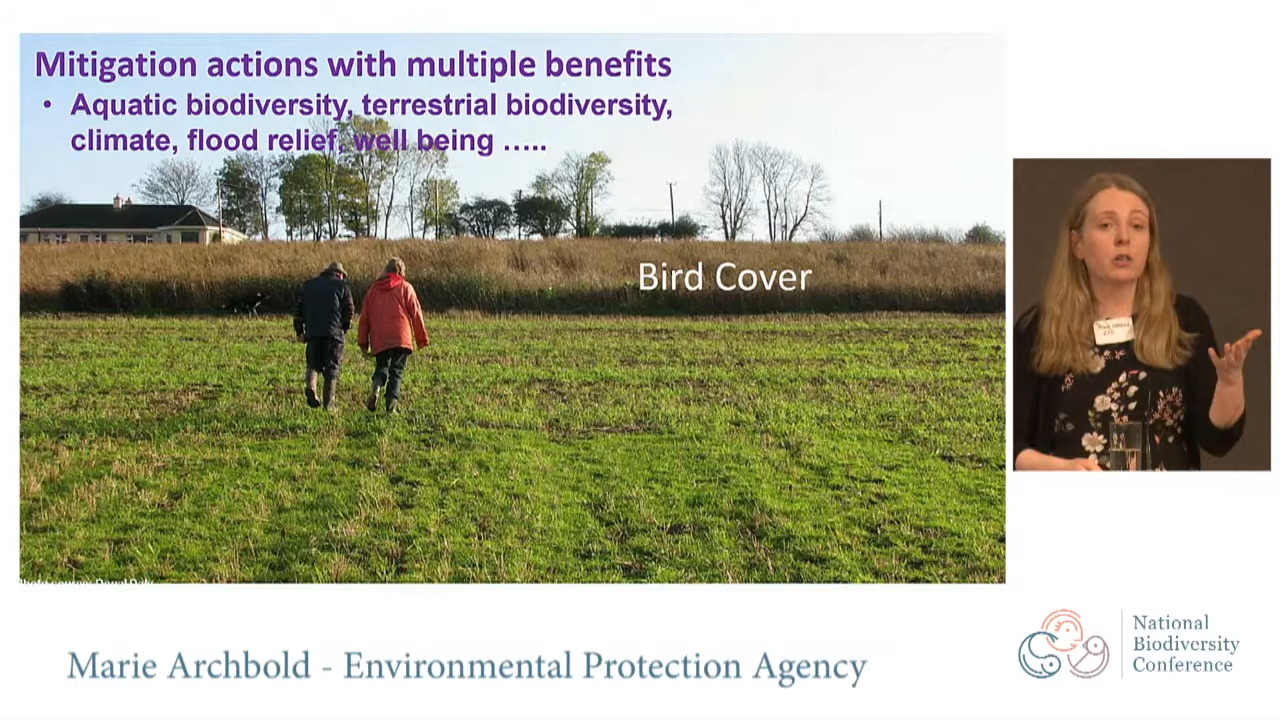 Mitigation actions with multiple benefits
• Aquatic biodiversity, terrestrial biodiversity,
climate, flood relief, well being …..
Bird Cover
Marie Archbold - Environmental Protection Agency
National
Biodiversity
Conference